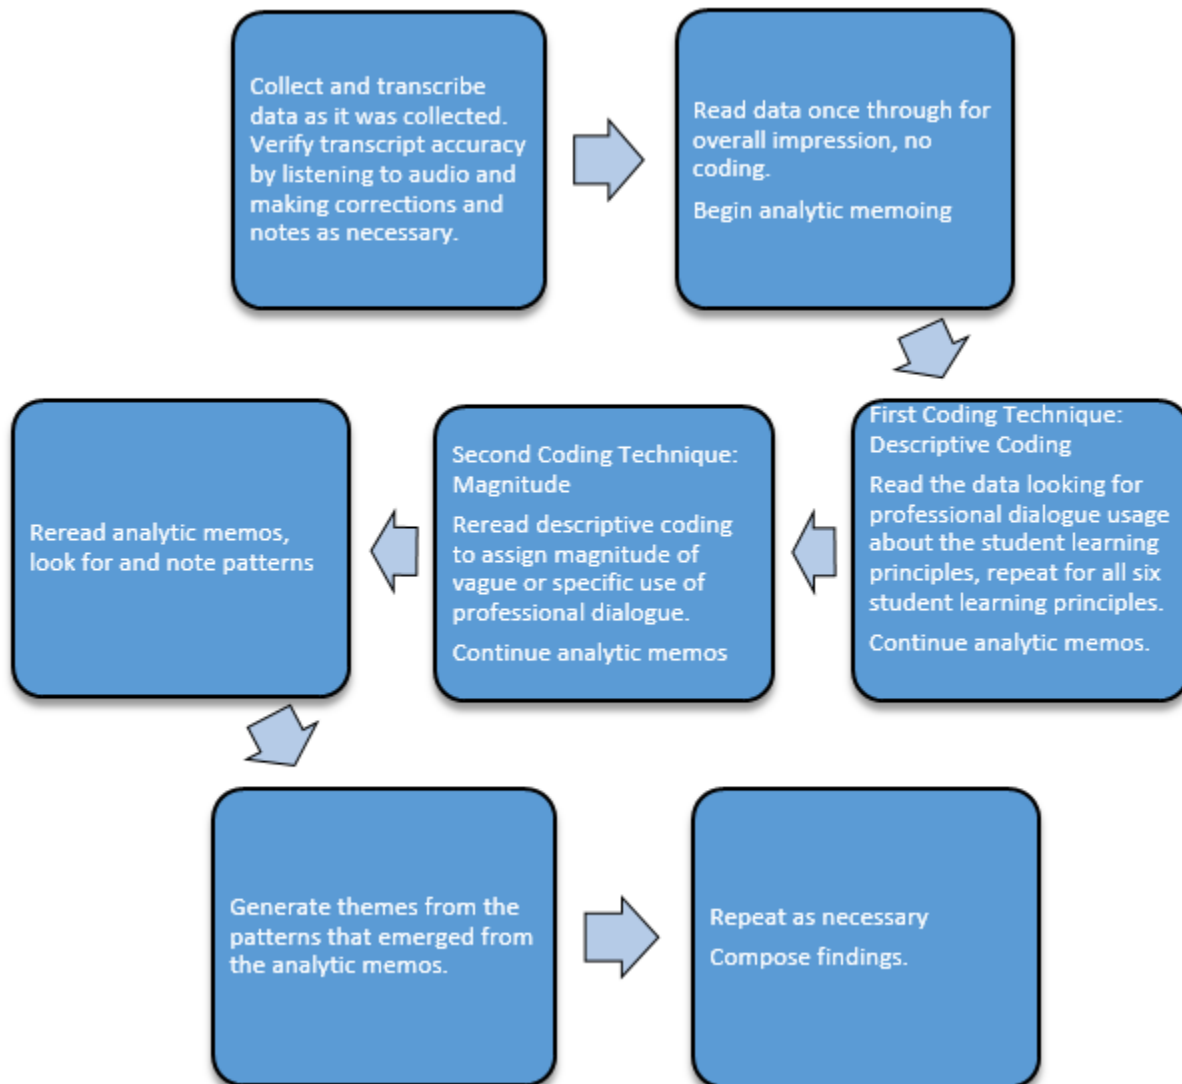 Collect and transcribe
data as it was collected.
Verify transcript accuracy
by listening to audio and
making corrections and
notes as necessary.
Read data once through for
overall impression, no
coding.
Begin analytic memoing
First Coding Technique:
Descriptive Coding
Read the data looking for
professional dialogue usage
about the student learning
principles, repeat for all six
student learning principles.
Continue analytic memos.
Second Coding Technique:
Magnitude
Reread descriptive coding
to assign magnitude of
vague or specific use of
professional dialogue.
Continue analytic memos
Reread analytic memos,
look for and note patterns
Generate themes from the
patterns that emerged from
the analytic memos.
Repeat as necessary
Compose findings.